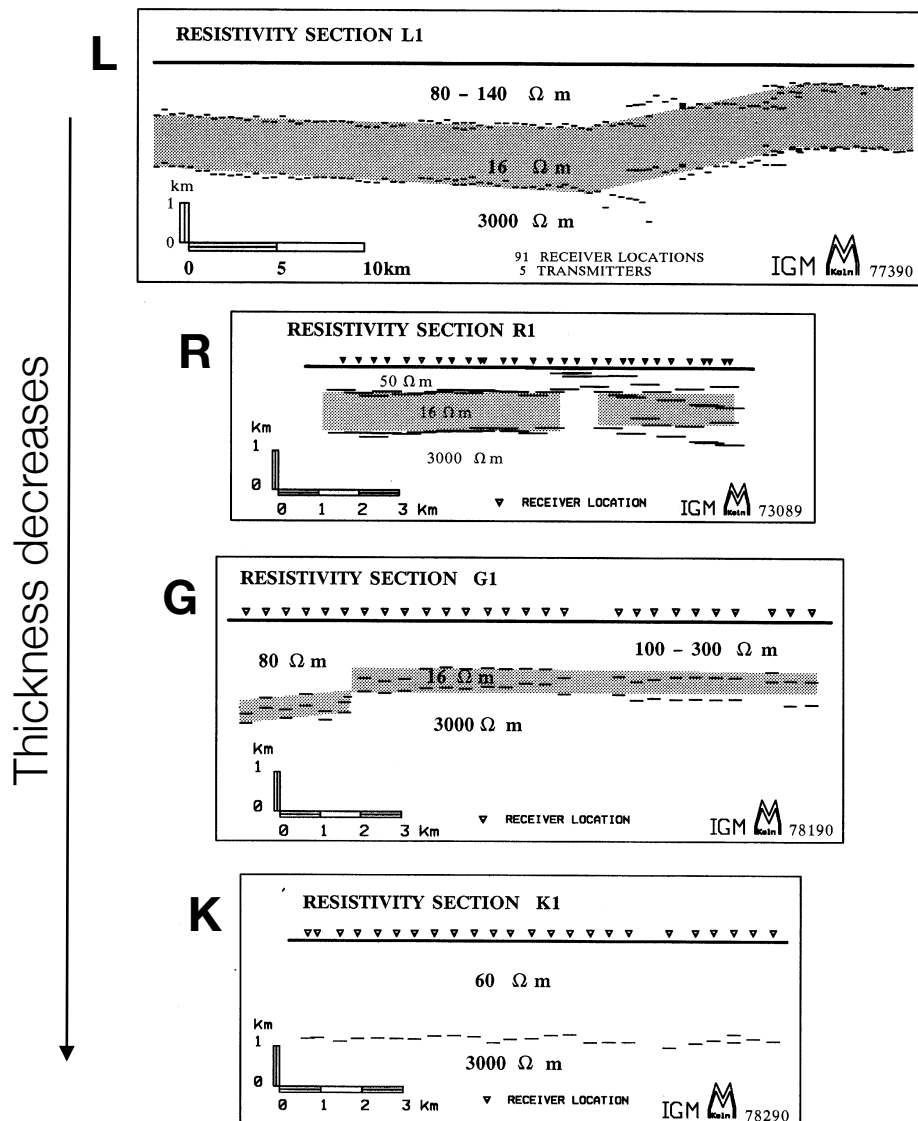 L
RESISTIVITY SECTION L1
80 – 140 Ω m
16 Ω m
3000 Ω m
km
1
0
0 5 10km
91 RECEIVER LOCATIONS
5 TRANSMITTERS
IGM Köln 77390
Thickness decreases
R
RESISTIVITY SECTION R1
50 Ω m
16 Ω m
3000 Ω m
Km
1
0
0 1 2 3 Km
RECEIVER LOCATION
IGM Köln 73089
G
RESISTIVITY SECTION G1
80 Ω m
100 – 300 Ω m
16 Ω m
3000 Ω m
Km
1
0
0 1 2 3 Km
RECEIVER LOCATION
IGM Köln 78190
K
RESISTIVITY SECTION K1
60 Ω m
3000 Ω m
Km
1
0
0 1 2 3 Km
RECEIVER LOCATION
IGM Köln 78290